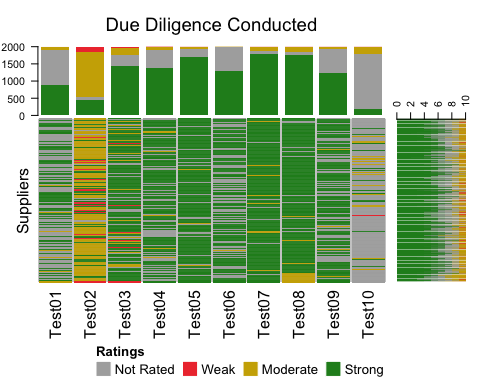 Due Diligence Conducted
2000
1500
1000
500
0
0 2 4 6 8 10
Suppliers
Test01 Test02 Test03 Test04 Test05 Test06 Test07 Test08 Test09 Test10
Ratings
Not Rated Weak Moderate Strong